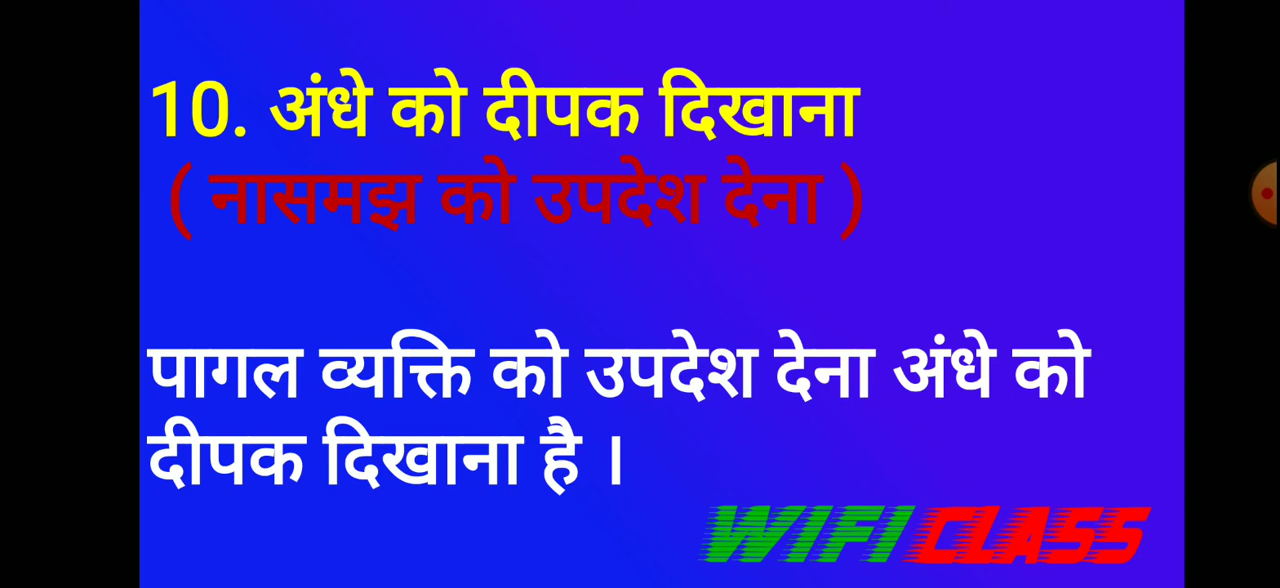 10. अंधे को दीपक दिखाना
( नासमझ को उपदेश देना )
पागल व्यक्ति को उपदेश देना अंधे को
दीपक दिखाना है ।
WIFI CLASS